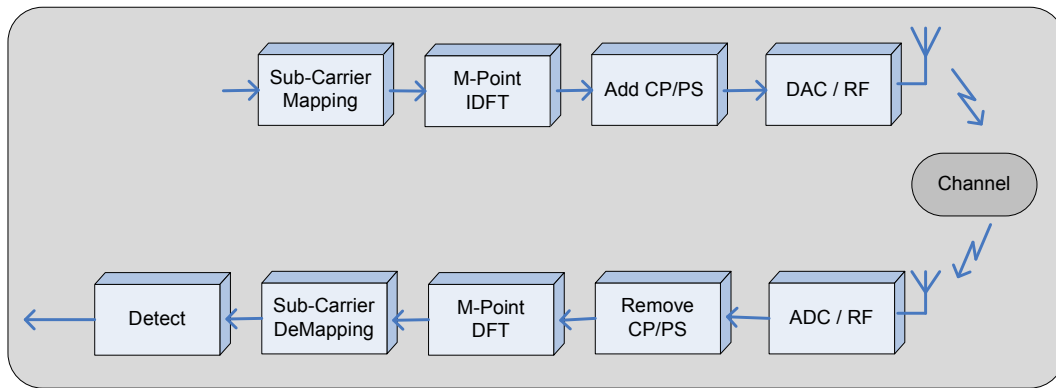 Sub-Carrier
Mapping
M-Point
IDFT
Add CP/PS
DAC / RF
Channel
Detect
Sub-Carrier
DeMapping
M-Point
DFT
Remove
CP/PS
ADC / RF